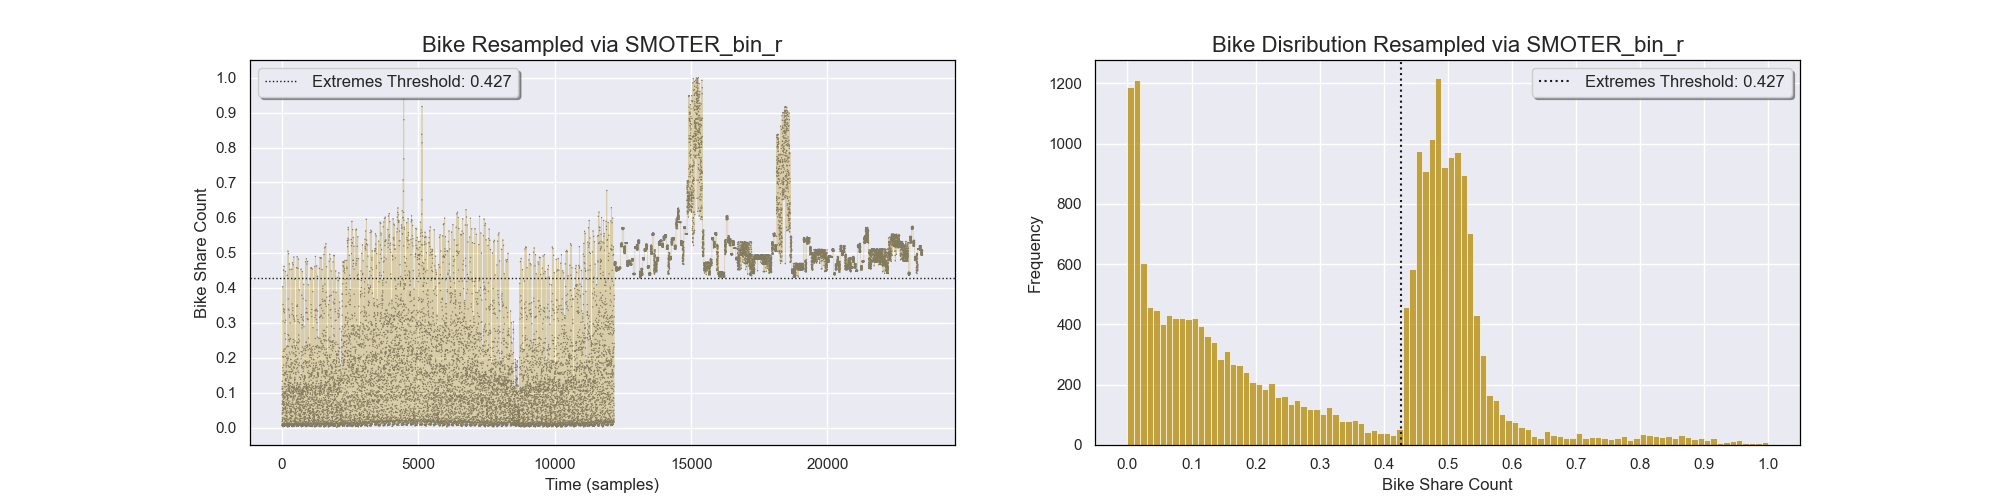 Bike Resampled via SMOTER_bin_r
Extremes Threshold: 0.427
1.0
0.9
0.8
0.7
0.6
0.5
0.4
0.3
0.2
0.1
0.0
Bike Share Count
0 5000 10000 15000 20000
Time (samples)
Bike Disribution Resampled via SMOTER_bin_r
Extremes Threshold: 0.427
1200
1000
800
600
400
200
0
Frequency
0.0 0.1 0.2 0.3 0.4 0.5 0.6 0.7 0.8 0.9 1.0
Bike Share Count